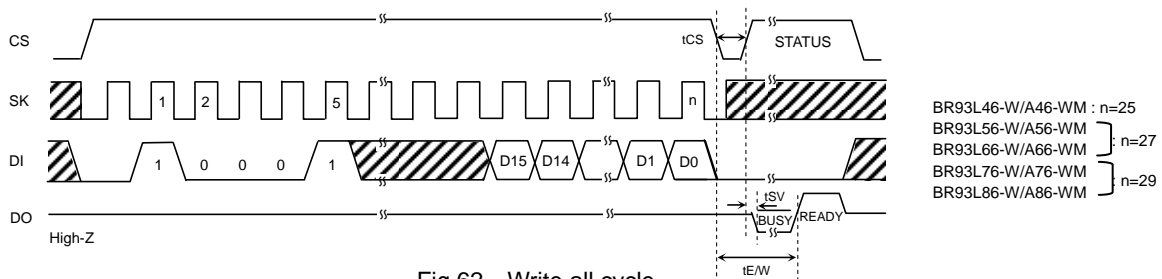 CS
tCS
STATUS
SK
1
2
5
n
BR93L46-W/A46-WM : n=25
BR93L56-W/A56-WM
BR93L66-W/A66-WM
: n=27
BR93L76-W/A76-WM
BR93L86-W/A86-WM
: n=29
DI
1
0
0
0
1
D15
D14
D1
D0
DO
High-Z
tSV
BUSY
READY
tE/W
Fig.62 Write all cycle